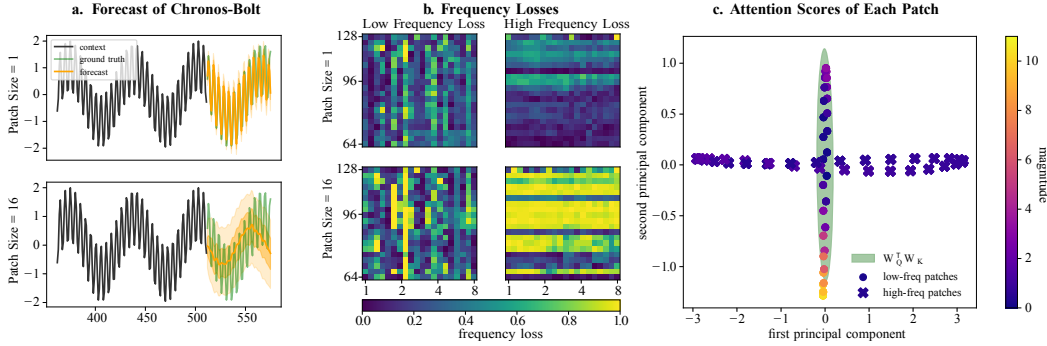 a. Forecast of Chronos-Bolt
Patch Size = 1
2
1
0
−1
−2
context
ground truth
forecast
Patch Size = 16
2
1
0
−1
−2
400
450
500
550
b. Frequency Losses
Low Frequency Loss
High Frequency Loss
Patch Size = 1
128
96
64
Patch Size = 16
128
96
64
1 2 4 8
1 2 4 8
0.0 0.2 0.4 0.6 0.8 1.0
frequency loss
c. Attention Scores of Each Patch
second principal component
1.0
0.5
0.0
−0.5
−1.0
W_Q^T W_K
low-freq patches
high-freq patches
−3 −2 −1 0 1 2 3
first principal component
10
8
6
4
2
0
magnitude